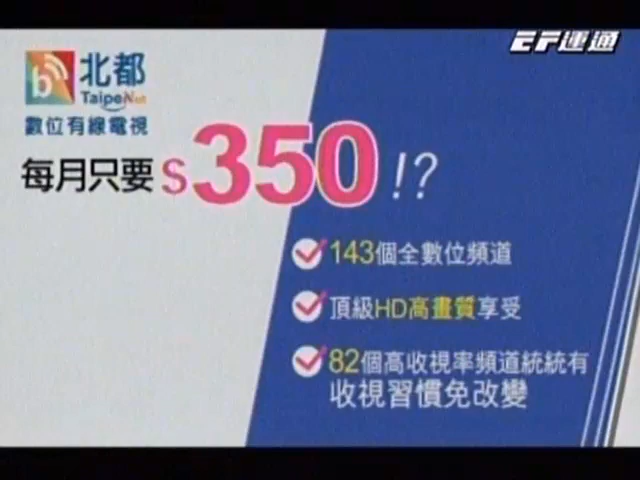 EF運通
b
北都
TaipeiNet
數位有線電視
每月只要$350!?
143個全數位頻道
頂級HD高畫質享受
82個高收視率頻道統統有
收視習慣免改變